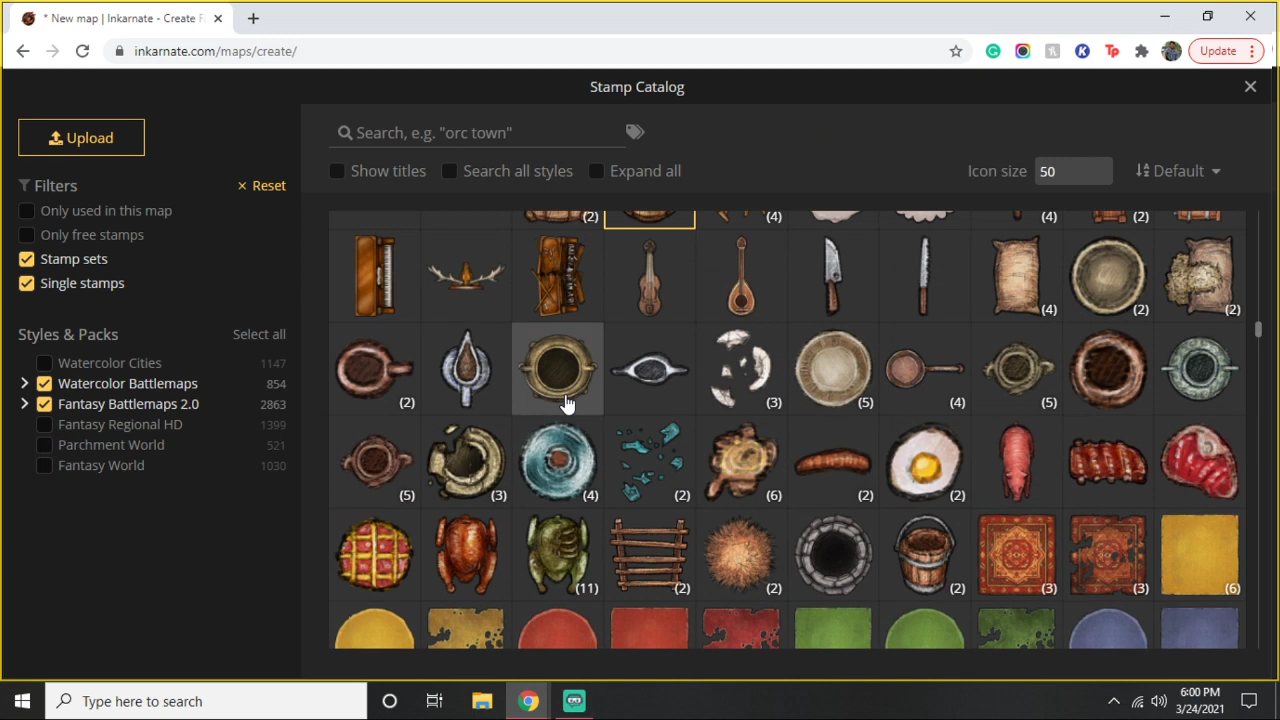 * New map | Inkarnate - Create F
inkarnate.com/maps/create/
Update
Stamp Catalog
Upload
Search, e.g. "orc town"
Show titles
Search all styles
Expand all
Icon size
50
Default
Filters
Reset
Only used in this map
Only free stamps
Stamp sets
Single stamps
Styles & Packs
Select all
Watercolor Cities 1147
Watercolor Battlemaps 854
Fantasy Battlemaps 2.0 2863
Fantasy Regional HD 1399
Parchment World 521
Fantasy World 1030
(2) (4) (4) (2)
(4) (2) (2)
(2) (3) (5) (4) (5)
(5) (3) (4) (2) (6) (2) (2)
(11) (2) (2) (2) (3) (3) (6)
Type here to search
6:00 PM
3/24/2021